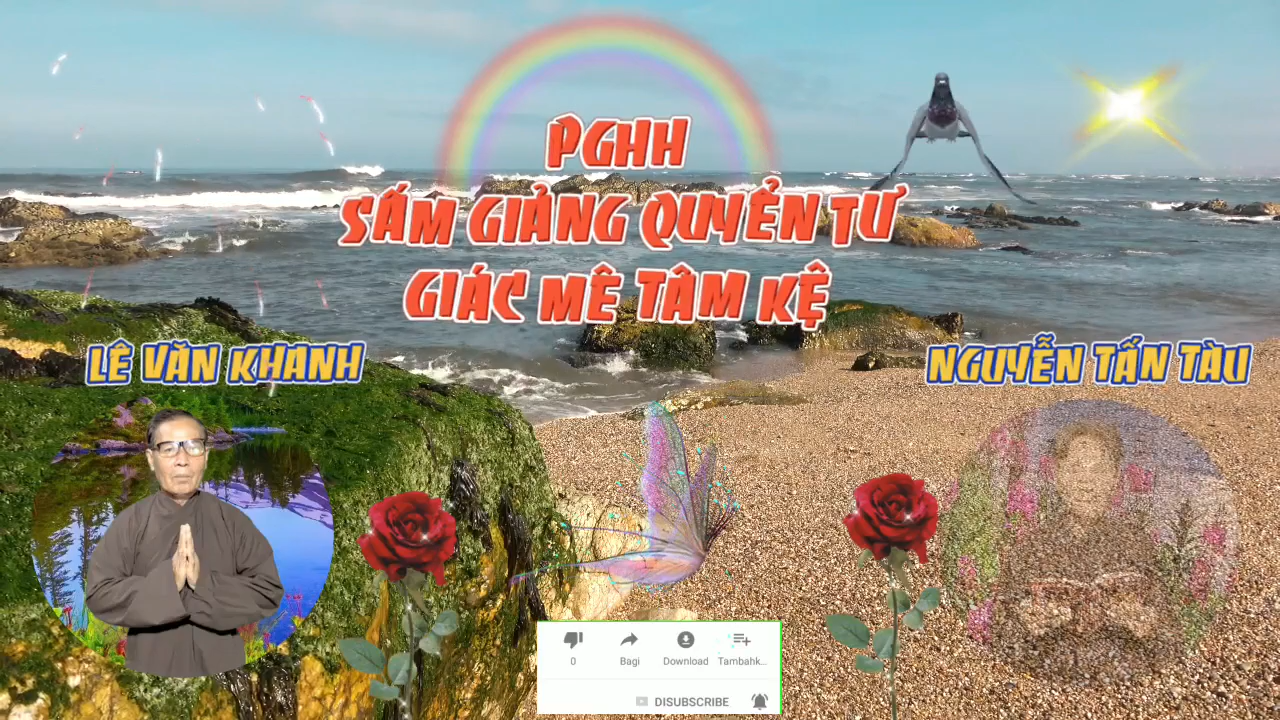 PGHH
SẤM GIẢNG QUYỂN TƯ
GIÁC MÊ TÂM KỆ
LÊ VĂN KHANH
NGUYỄN TẤN TÀU
0 Bagi Download Tambahk...
DISUBSCRIBE